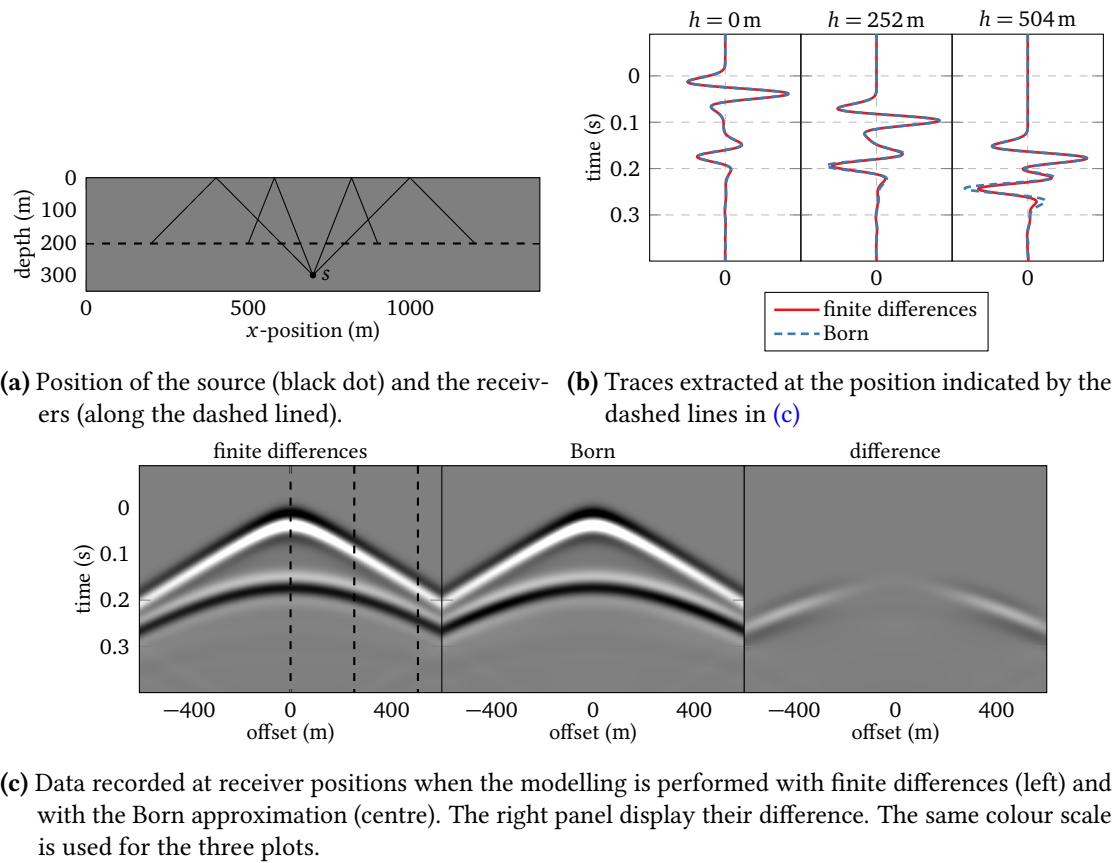 0
100
200
300
depth (m)
s
0
500
1000
x-position (m)
h = 0 m
h = 252 m
h = 504 m
0
0.1
0.2
0.3
time (s)
0
0
0
finite differences
Born
(a) Position of the source (black dot) and the receiv-
ers (along the dashed lined).
(b) Traces extracted at the position indicated by the
dashed lines in (c)
finite differences
Born
difference
0
0.1
0.2
0.3
time (s)
−400
0
400
offset (m)
−400
0
400
offset (m)
−400
0
400
offset (m)
(c) Data recorded at receiver positions when the modelling is performed with finite differences (left) and
with the Born approximation (centre). The right panel display their difference. The same colour scale
is used for the three plots.